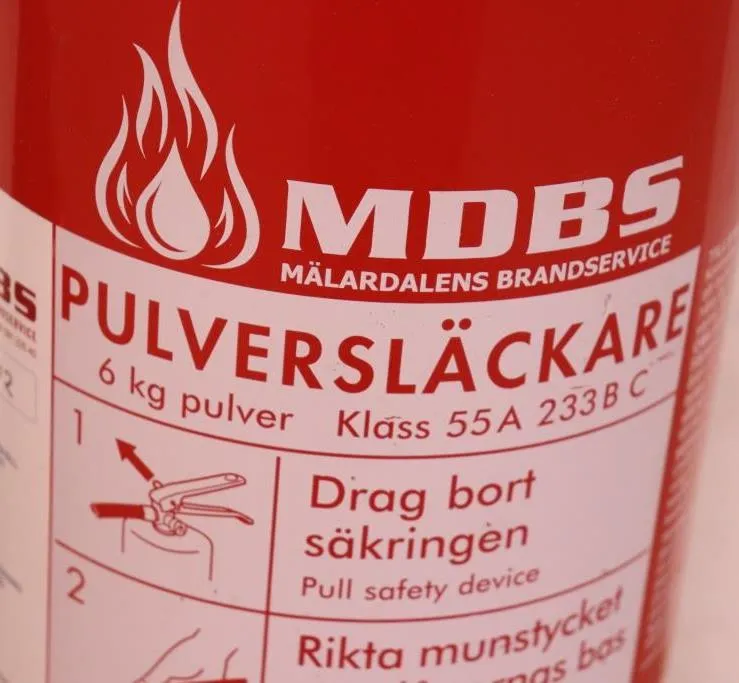 MDBS
MÄLARDALENS BRANDSERVICE
PULVERSLÄCKARE
6 kg pulver Klass 55A 233B C
1
Drag bort
säkringen
Pull safety device
2
Rikta munstycket
bas